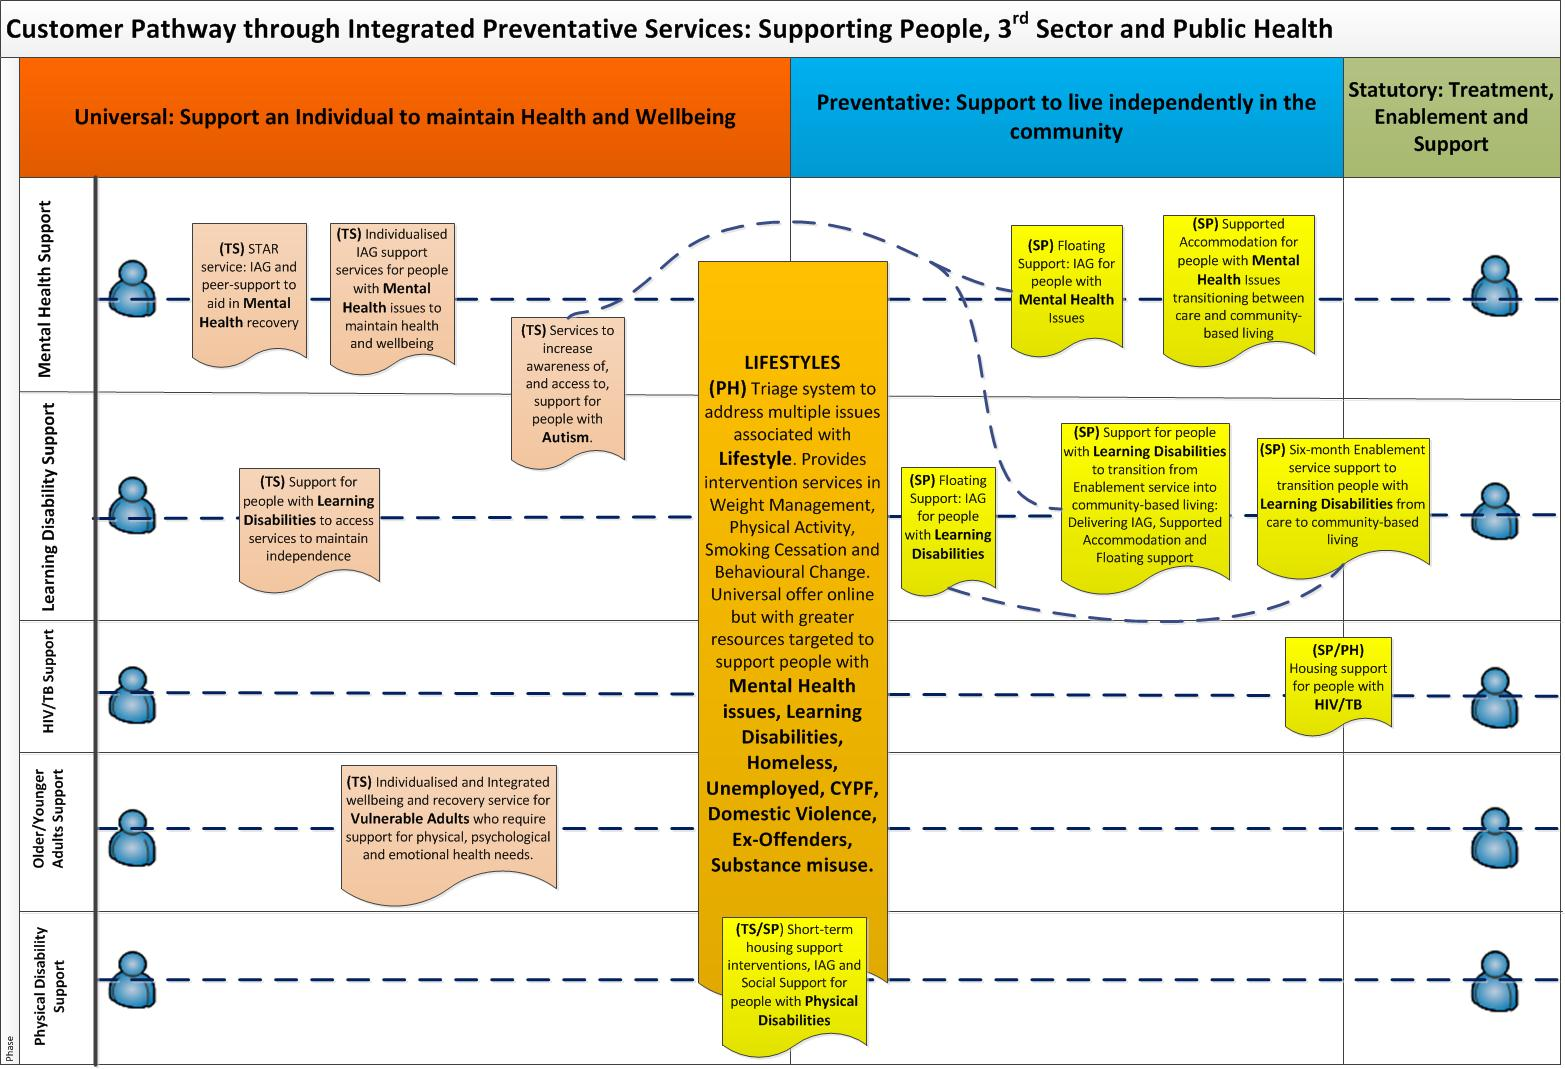 Customer Pathway through Integrated Preventative Services: Supporting People, 3rd Sector and Public Health
Universal: Support an Individual to maintain Health and Wellbeing
Preventative: Support to live independently in the
community
Statutory: Treatment,
Enablement and
Support
Mental Health Support
(TS) STAR
service: IAG and
peer-support to
aid in Mental
Health recovery
(TS) Individualised
IAG support
services for people
with Mental
Health issues to
maintain health
and wellbeing
(TS) Services to
increase
awareness of,
and access to,
support for
people with
Autism.
LIFESTYLES
(PH) Triage system to
address multiple issues
associated with
Lifestyle. Provides
intervention services in
Weight Management,
Physical Activity,
Smoking Cessation and
Behavioural Change.
Universal offer online
but with greater
resources targeted to
support people with
Mental Health
issues, Learning
Disabilities,
Homeless,
Unemployed, CYPF,
Domestic Violence,
Ex-Offenders,
Substance misuse.
(SP) Floating
Support: IAG for
people with
Mental Health
Issues
(SP) Supported
Accommodation for
people with Mental
Health Issues
transitioning between
care and community-
based living
Learning Disability Support
(TS) Support for
people with Learning
Disabilities to access
services to maintain
independence
(SP) Floating
Support: IAG
for people
with Learning
Disabilities
(SP) Support for people
with Learning Disabilities
to transition from
Enablement service into
community-based living:
Delivering IAG, Supported
Accommodation and
Floating support
(SP) Six-month Enablement
service support to
transition people with
Learning Disabilities from
care to community-based
living
HIV/TB Support
(SP/PH)
Housing support
for people with
HIV/TB
Older/Younger
Adults Support
(TS) Individualised and Integrated
wellbeing and recovery service for
Vulnerable Adults who require
support for physical, psychological
and emotional health needs.
Physical Disability
Support
(TS/SP) Short-term
housing support
interventions, IAG and
Social Support for
people with Physical
Disabilities
Phase